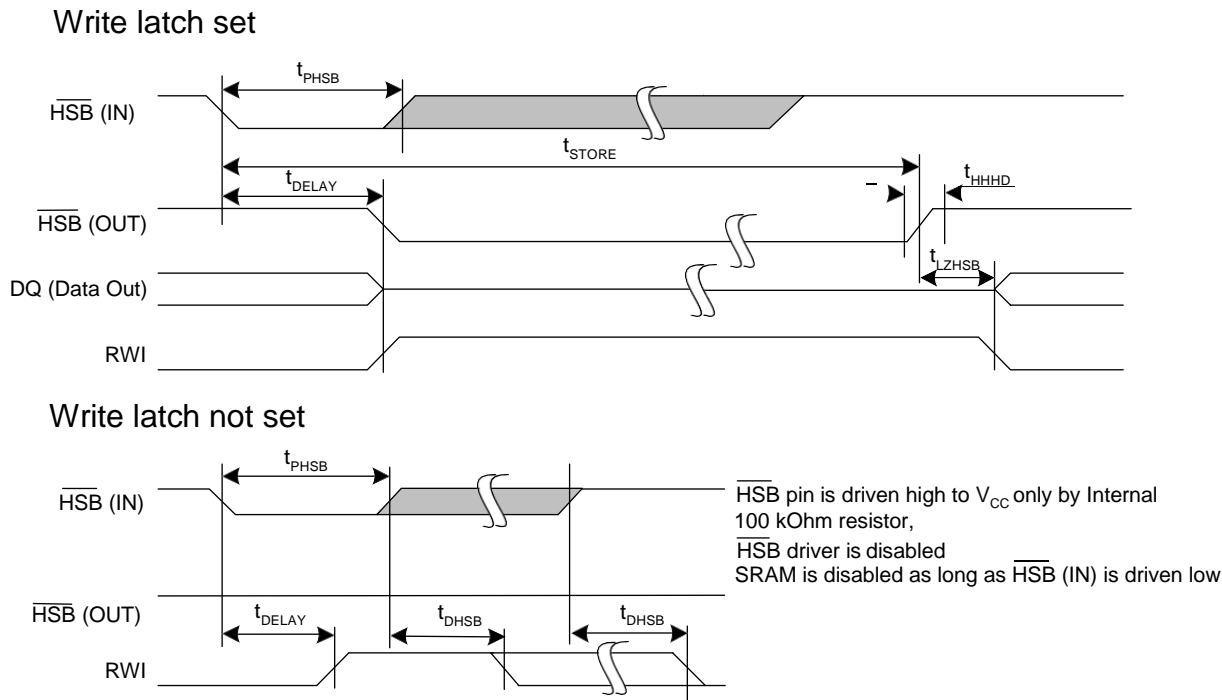 Write latch set
tPHSB
HSB (IN)
tSTORE
tDELAY
tHHHD
HSB (OUT)
tLZHSB
DQ (Data Out)
RWI
Write latch not set
tPHSB
HSB (IN)
HSB pin is driven high to VCC only by Internal
100 kOhm resistor,
HSB driver is disabled
SRAM is disabled as long as HSB (IN) is driven low
HSB (OUT)
tDELAY
tDHSB
tDHSB
RWI